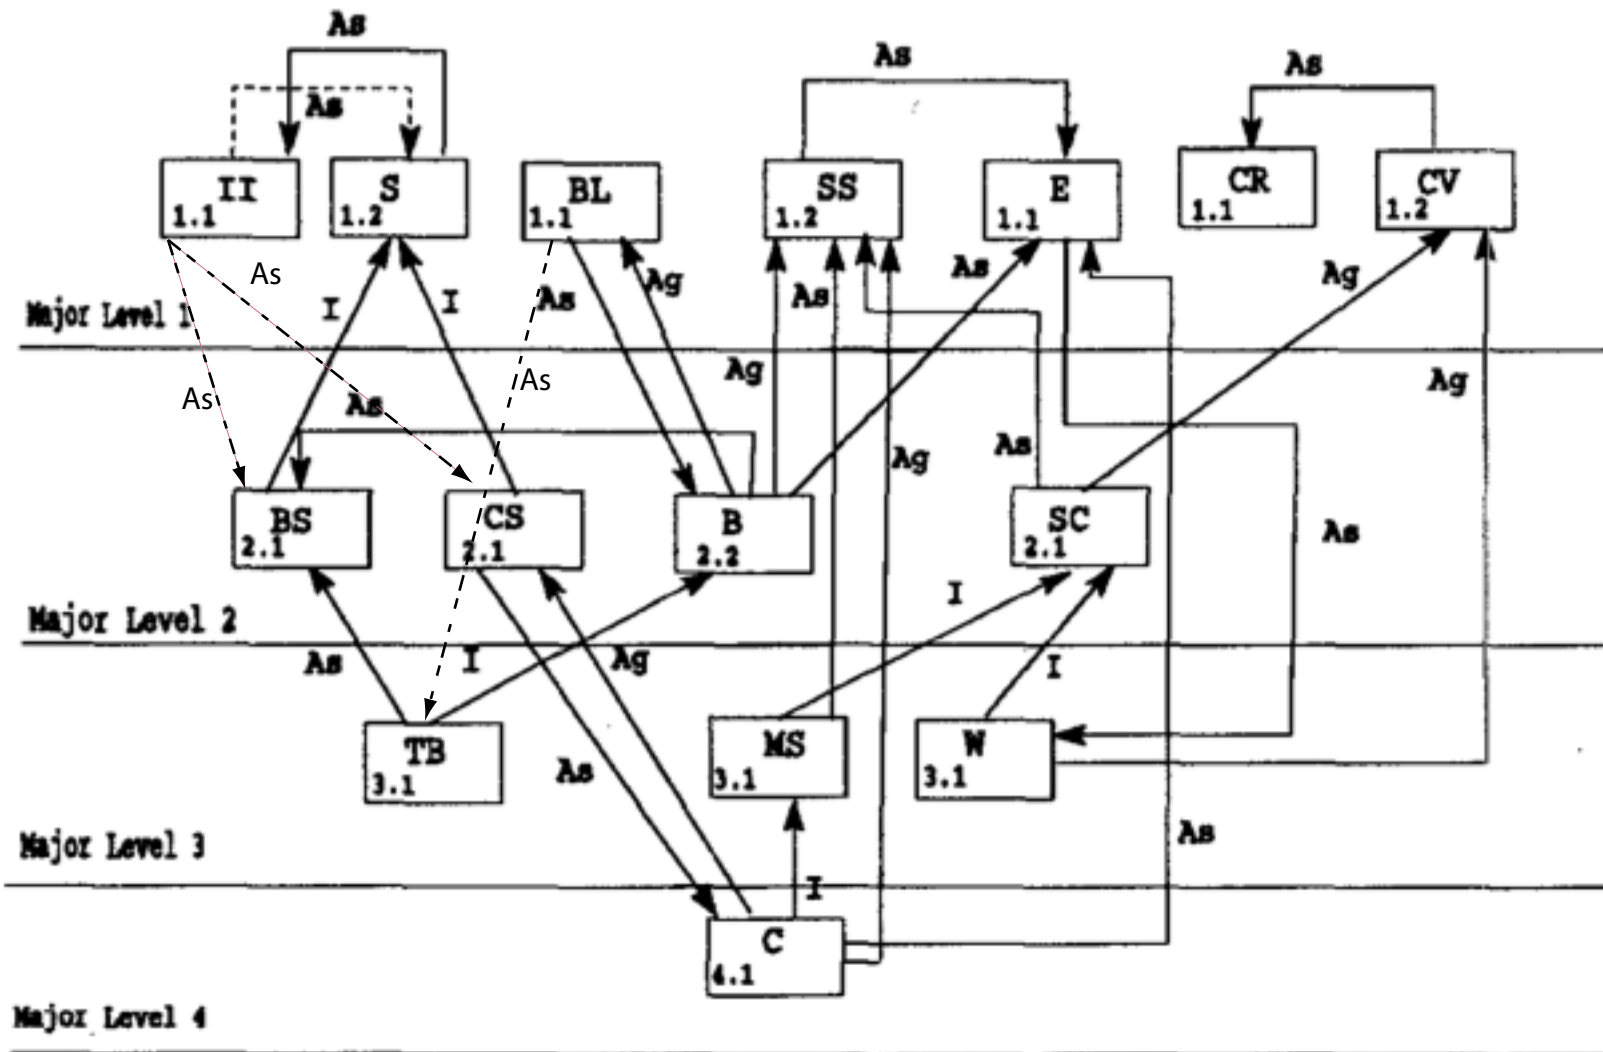 As
As
As
As
As
II
1.1
S
1.2
BL
1.1
SS
1.2
E
1.1
CR
1.1
CV
1.2
As
I
I
As
Ag
As
As
Ag
Major Level 1
As
As
As
Ag
Ag
As
Ag
As
BS
2.1
CS
2.1
B
2.2
SC
2.1
I
Major Level 2
As
I
Ag
I
TB
3.1
As
MS
3.1
W
3.1
Major Level 3
As
I
C
4.1
Major Level 4